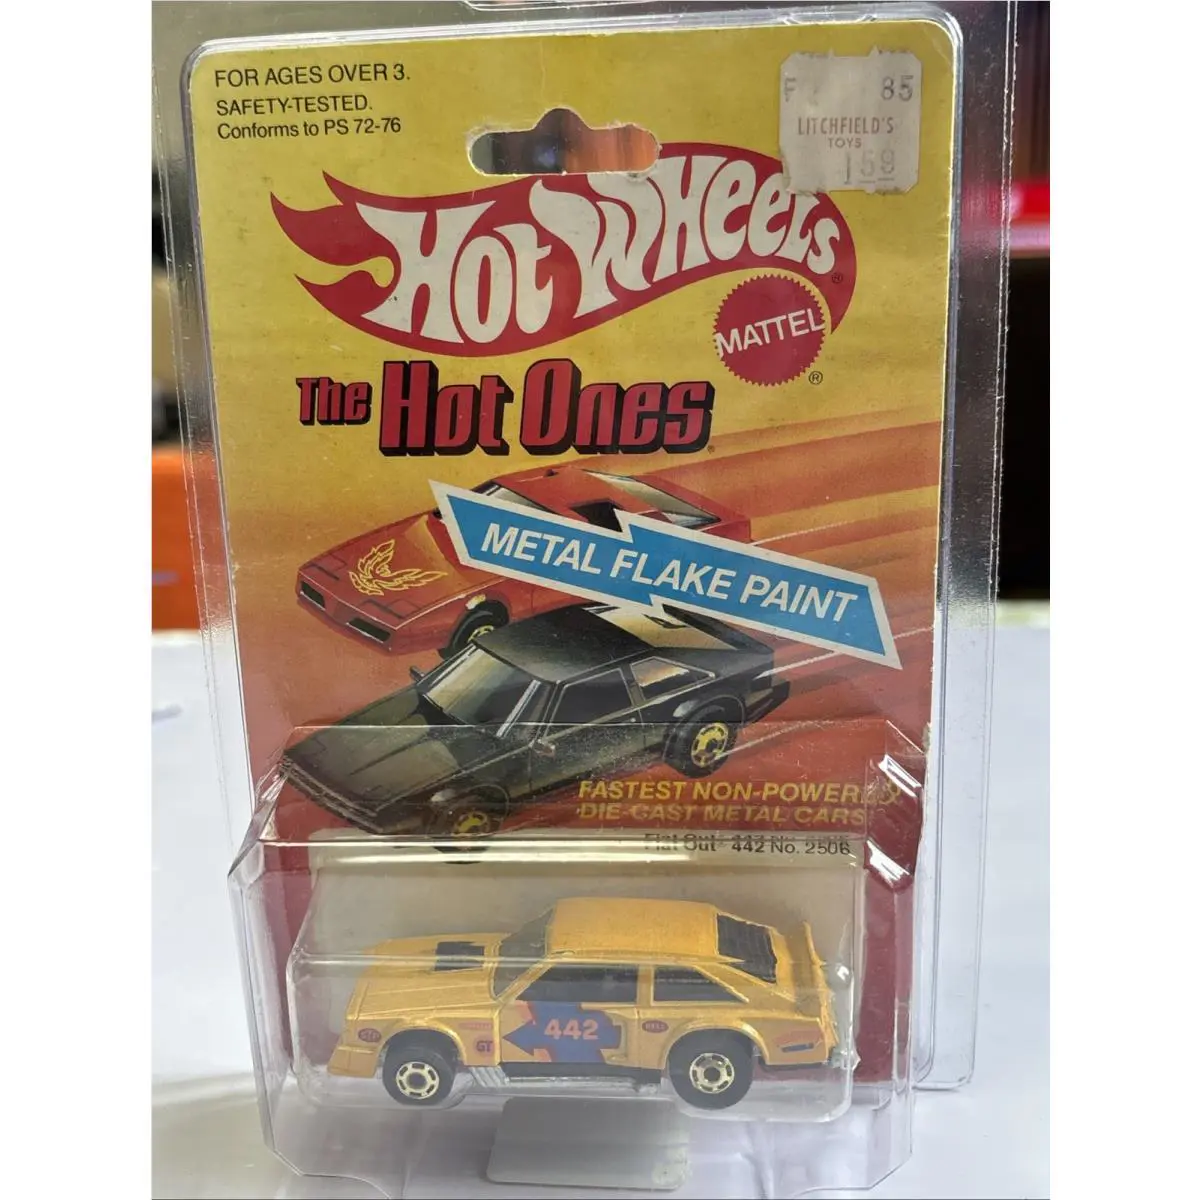 FOR AGES OVER 3.
SAFETY-TESTED.
Conforms to PS 72-76
F 85
LITCHFIELD'S
TOYS
159
HOT WHEELS®
MATTEL®
The Hot Ones
METAL FLAKE PAINT
FASTEST NON-POWERED
DIE-CAST METAL CARS
Flat Out 442 No. 2506
442
GT
STP